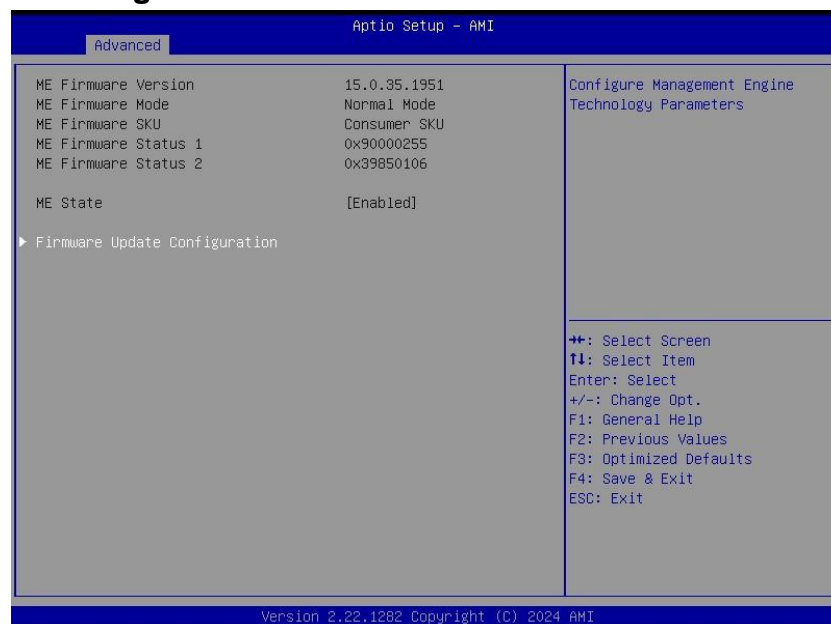 Aptio Setup - AMI
Advanced
ME Firmware Version 15.0.35.1951
ME Firmware Mode Normal Mode
ME Firmware SKU Consumer SKU
ME Firmware Status 1 0x90000255
ME Firmware Status 2 0x39850106
ME State [Enabled]
► Firmware Update Configuration
Configure Management Engine
Technology Parameters
→←: Select Screen
↑↓: Select Item
Enter: Select
+/-: Change Opt.
F1: General Help
F2: Previous Values
F3: Optimized Defaults
F4: Save & Exit
ESC: Exit
Version 2.22.1282 Copyright (C) 2024 AMI